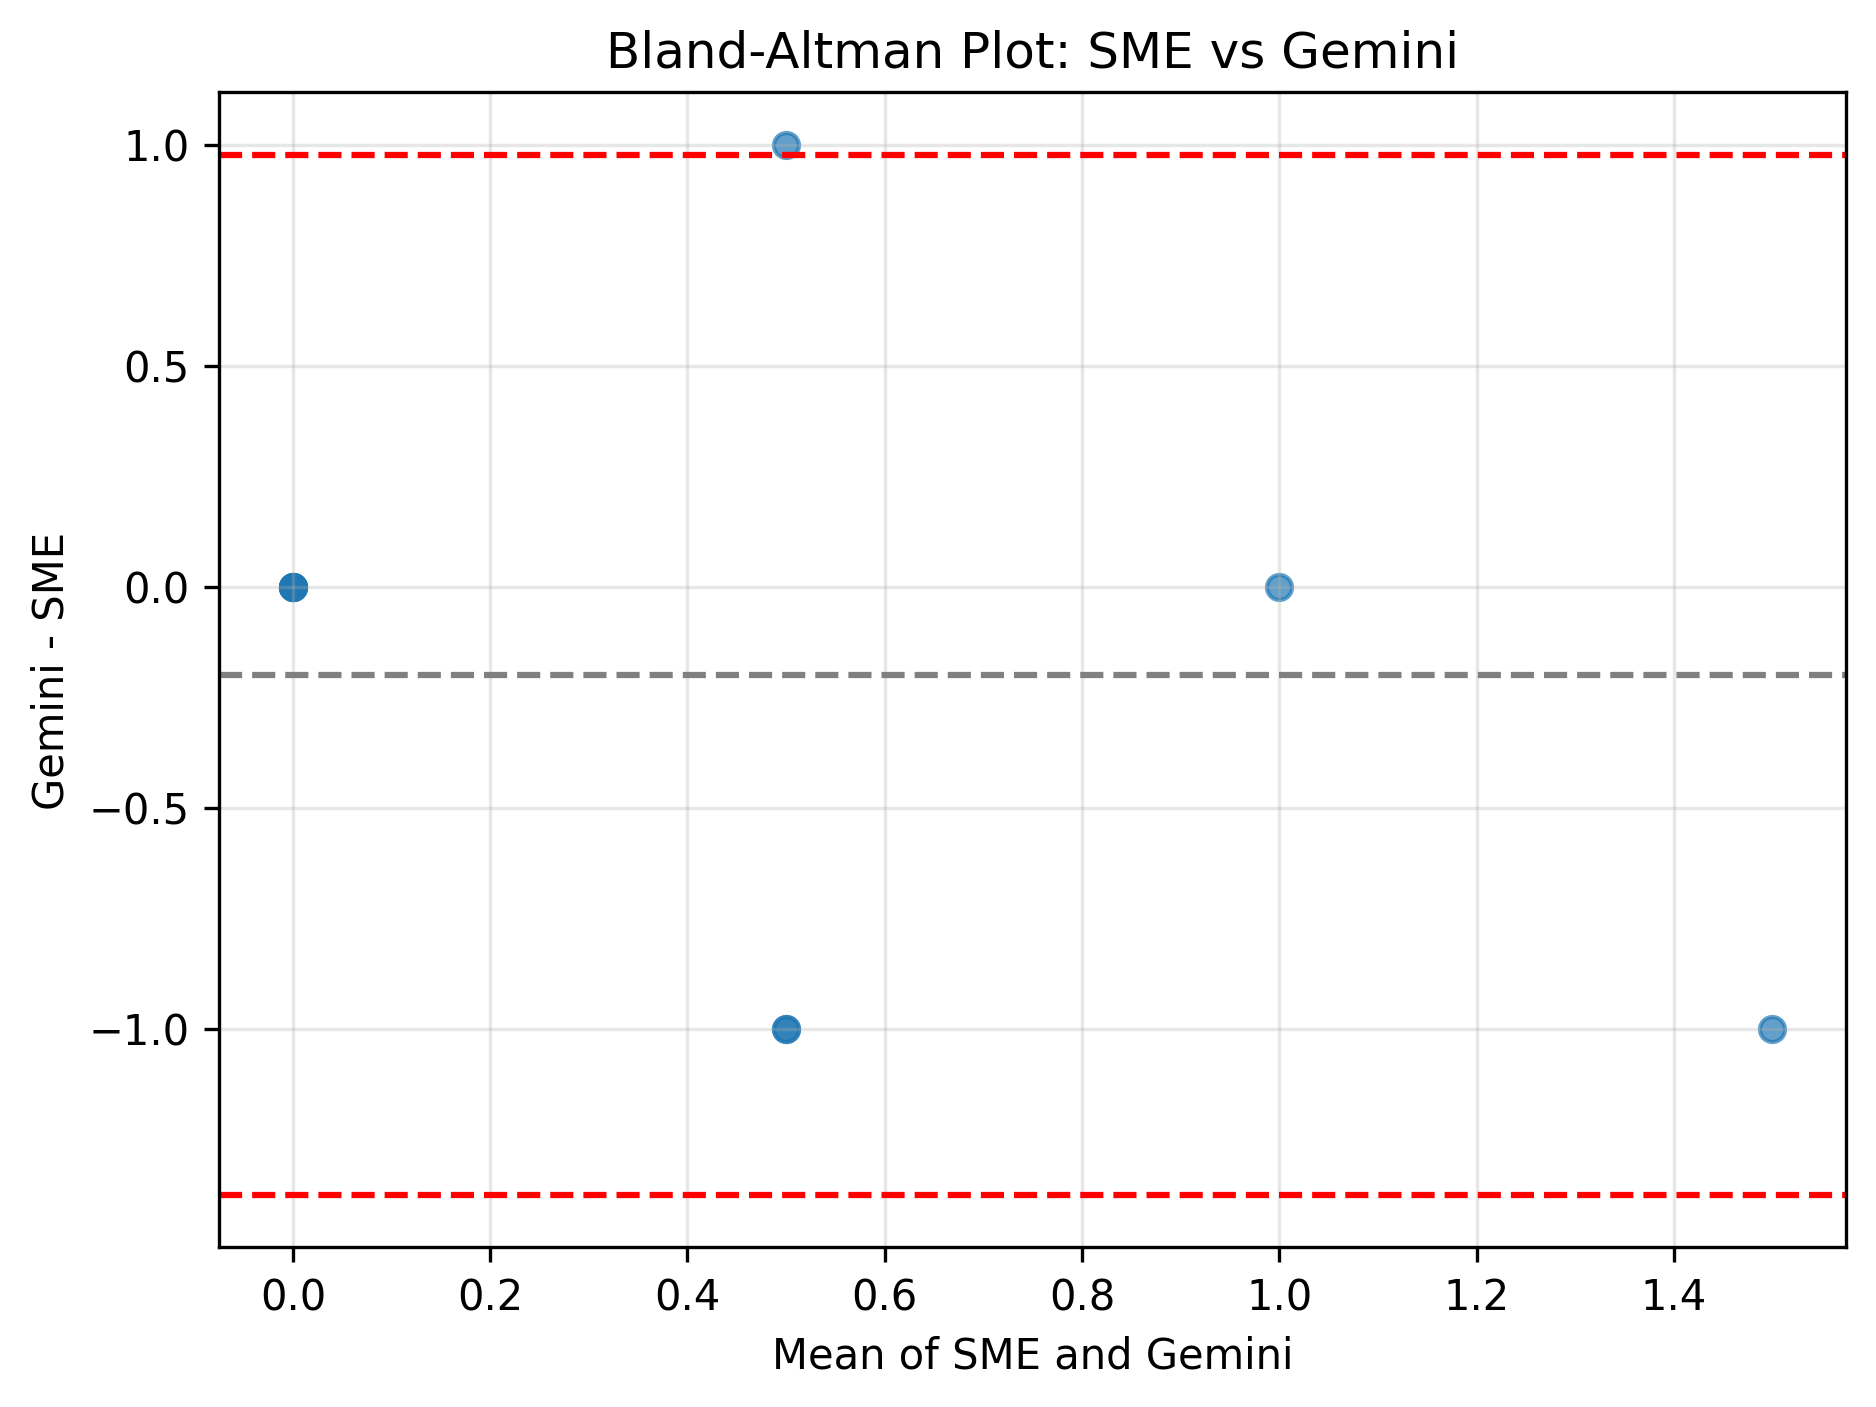 Bland-Altman Plot: SME vs Gemini
1.0
0.5
0.0
−0.5
−1.0
Gemini - SME
0.0 0.2 0.4 0.6 0.8 1.0 1.2 1.4
Mean of SME and Gemini